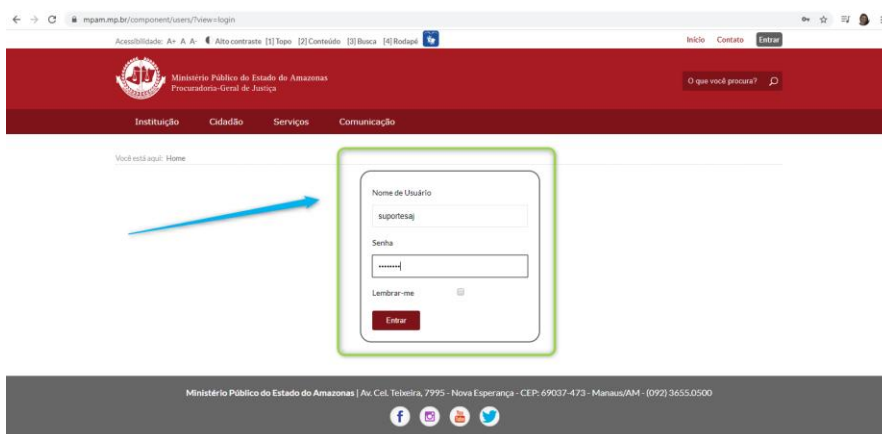 mpam.mp.br/component/users/?view=login
Acessibilidade: A+ A A- Alto contraste [1] Topo [2] Conteúdo [3] Busca [4] Rodapé
Início Contato Entrar
Ministério Público do Estado do Amazonas
Procuradoria-Geral de Justiça
O que você procura?
Instituição Cidadão Serviços Comunicação
Você está aqui: Home
Nome de Usuário
suportesaj
Senha
••••••••
Lembrar-me
Entrar
Ministério Público do Estado do Amazonas | Av. Cel. Teixeira, 7995 - Nova Esperança - CEP: 69037-473 - Manaus/AM - (092) 3655.0500